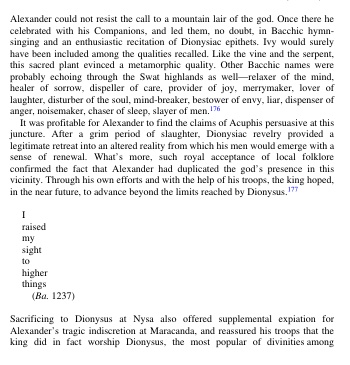 Alexander could not resist the call to a mountain lair of the god. Once there he
celebrated with his Companions, and led them, no doubt, in Bacchic hymn-
singing and an enthusiastic recitation of Dionysiac epithets. Ivy would surely
have been included among the qualities recalled. Like the vine and the serpent,
this sacred plant evinced a metamorphic quality. Other Bacchic names were
probably echoing through the Swat highlands as well—relaxer of the mind,
healer of sorrow, dispeller of care, provider of joy, merrymaker, lover of
laughter, disturber of the soul, mind-breaker, bestower of envy, liar, dispenser of
anger, noisemaker, chaser of sleep, slayer of men.176
It was profitable for Alexander to find the claims of Acuphis persuasive at this
juncture. After a grim period of slaughter, Dionysiac revelry provided a
legitimate retreat into an altered reality from which his men would emerge with a
sense of renewal. What's more, such royal acceptance of local folklore
confirmed the fact that Alexander had duplicated the god's presence in this
vicinity. Through his own efforts and with the help of his troops, the king hoped,
in the near future, to advance beyond the limits reached by Dionysus.177
I
raised
my
sight
to
higher
things
(Ba. 1237)
Sacrificing to Dionysus at Nysa also offered supplemental expiation for
Alexander's tragic indiscretion at Maracanda, and reassured his troops that the
king did in fact worship Dionysus, the most popular of divinities among